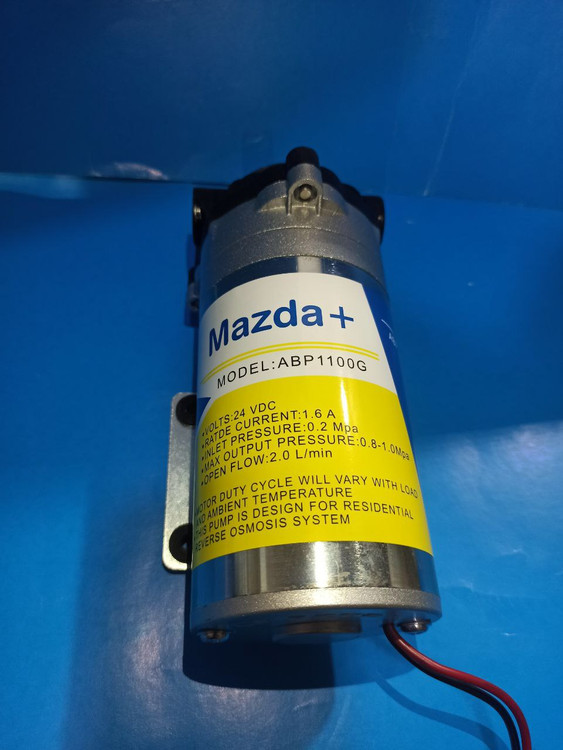 Mazda+
MODEL:ABP1100G
•VOLTS:24 VDC
•RATDE CURRENT:1.6 A
•INLET PRESSURE:0.2 Mpa
•MAX OUTPUT PRESSURE:0.8-1.0Mpa
•OPEN FLOW:2.0 L/min
MOTOR DUTY CYCLE WILL VARY WITH LOAD
AND AMBIENT TEMPERATURE
THIS PUMP IS DESIGN FOR RESIDENTIAL
REVERSE OSMOSIS SYSTEM